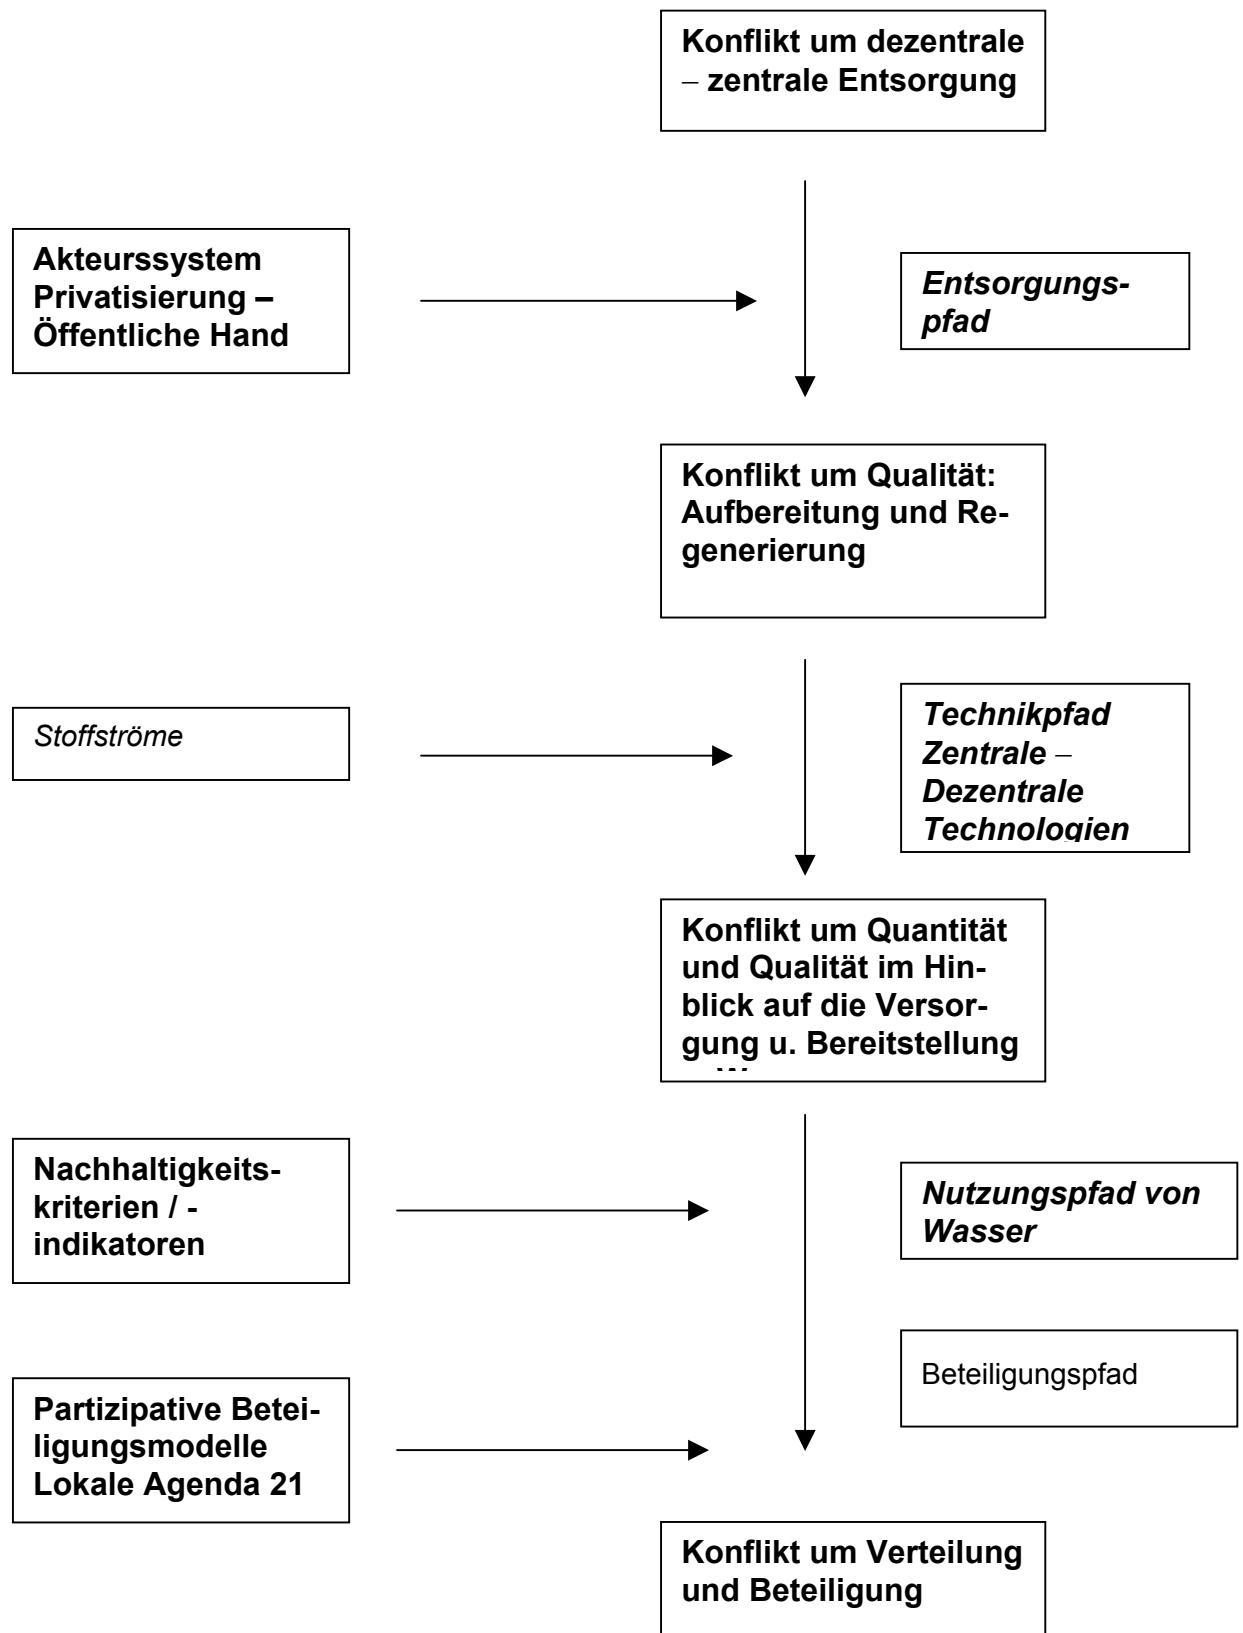 Konflikt um dezentrale
– zentrale Entsorgung
Akteurssystem
Privatisierung –
Öffentliche Hand
Entsorgungs-
pfad
Konflikt um Qualität:
Aufbereitung und Re-
generierung
Stoffströme
Technikpfad
Zentrale –
Dezentrale
Technologien
Konflikt um Quantität
und Qualität im Hin-
blick auf die Versor-
gung u. Bereitstellung
Nachhaltigkeits-
kriterien / -
indikatoren
Nutzungspfad von
Wasser
Beteiligungspfad
Partizipative Betei-
ligungsmodelle
Lokale Agenda 21
Konflikt um Verteilung
und Beteiligung